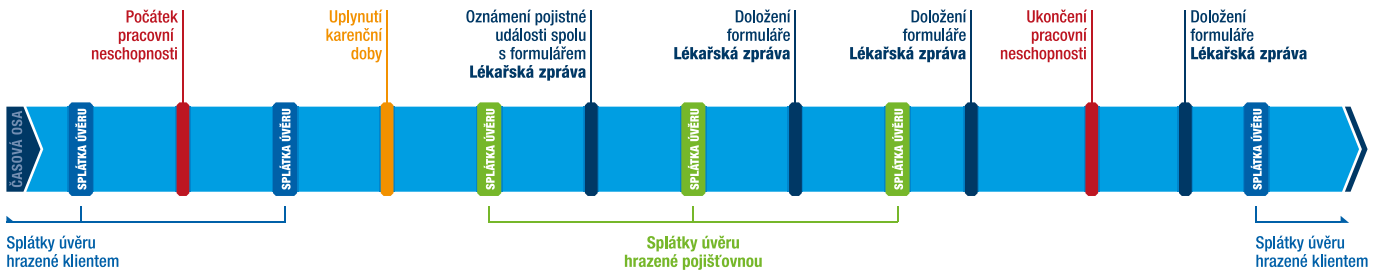 Počátek
pracovní
neschopnosti
Uplynutí
karenční
doby
Oznámení pojistné
události spolu
s formulářem
Lékařská zpráva
Doložení
formuláře
Lékařská zpráva
Doložení
formuláře
Lékařská zpráva
Ukončení
pracovní
neschopnosti
Doložení
formuláře
Lékařská zpráva
ČASOVÁ OSA
SPLÁTKA ÚVĚRU
SPLÁTKA ÚVĚRU
SPLÁTKA ÚVĚRU
SPLÁTKA ÚVĚRU
SPLÁTKA ÚVĚRU
SPLÁTKA ÚVĚRU
Splátky úvěru
hrazené klientem
Splátky úvěru
hrazené pojišťovnou
Splátky úvěru
hrazené klientem